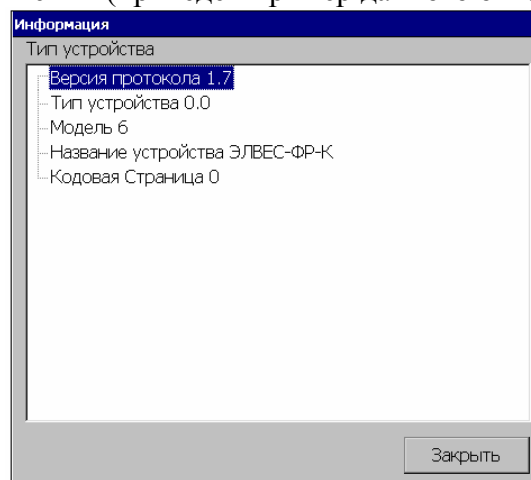 Информация
Тип устройства
Версия протокола 1.7
Тип устройства 0.0
Модель 6
Название устройства ЭЛВЕС-ФР-К
Кодовая Страница 0
Закрыть